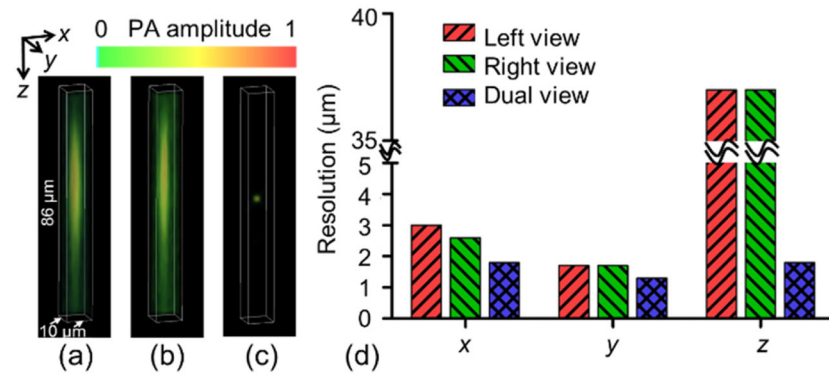 0 PA amplitude 1
x
y
z
86 μm
10 μm
(a) (b) (c) (d)
Resolution (μm)
40
35
5
4
3
2
1
0
Left view
Right view
Dual view
x y z